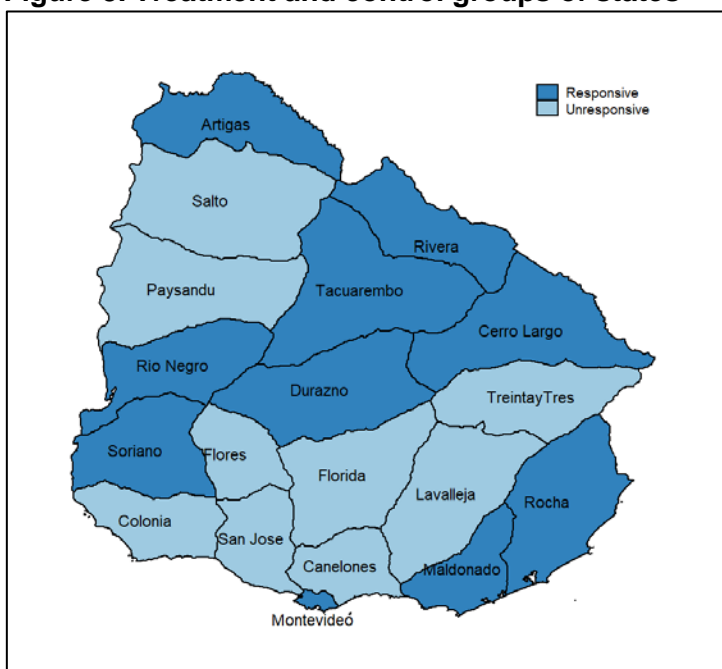 Figure 3. Treatment and control groups of states
Responsive
Unresponsive
Artigas
Salto
Rivera
Paysandu
Tacuarembo
Cerro Largo
Rio Negro
Durazno
TreintayTres
Soriano
Flores
Florida
Lavalleja
Rocha
Colonia
San Jose
Canelones
Maldonado
Montevideó